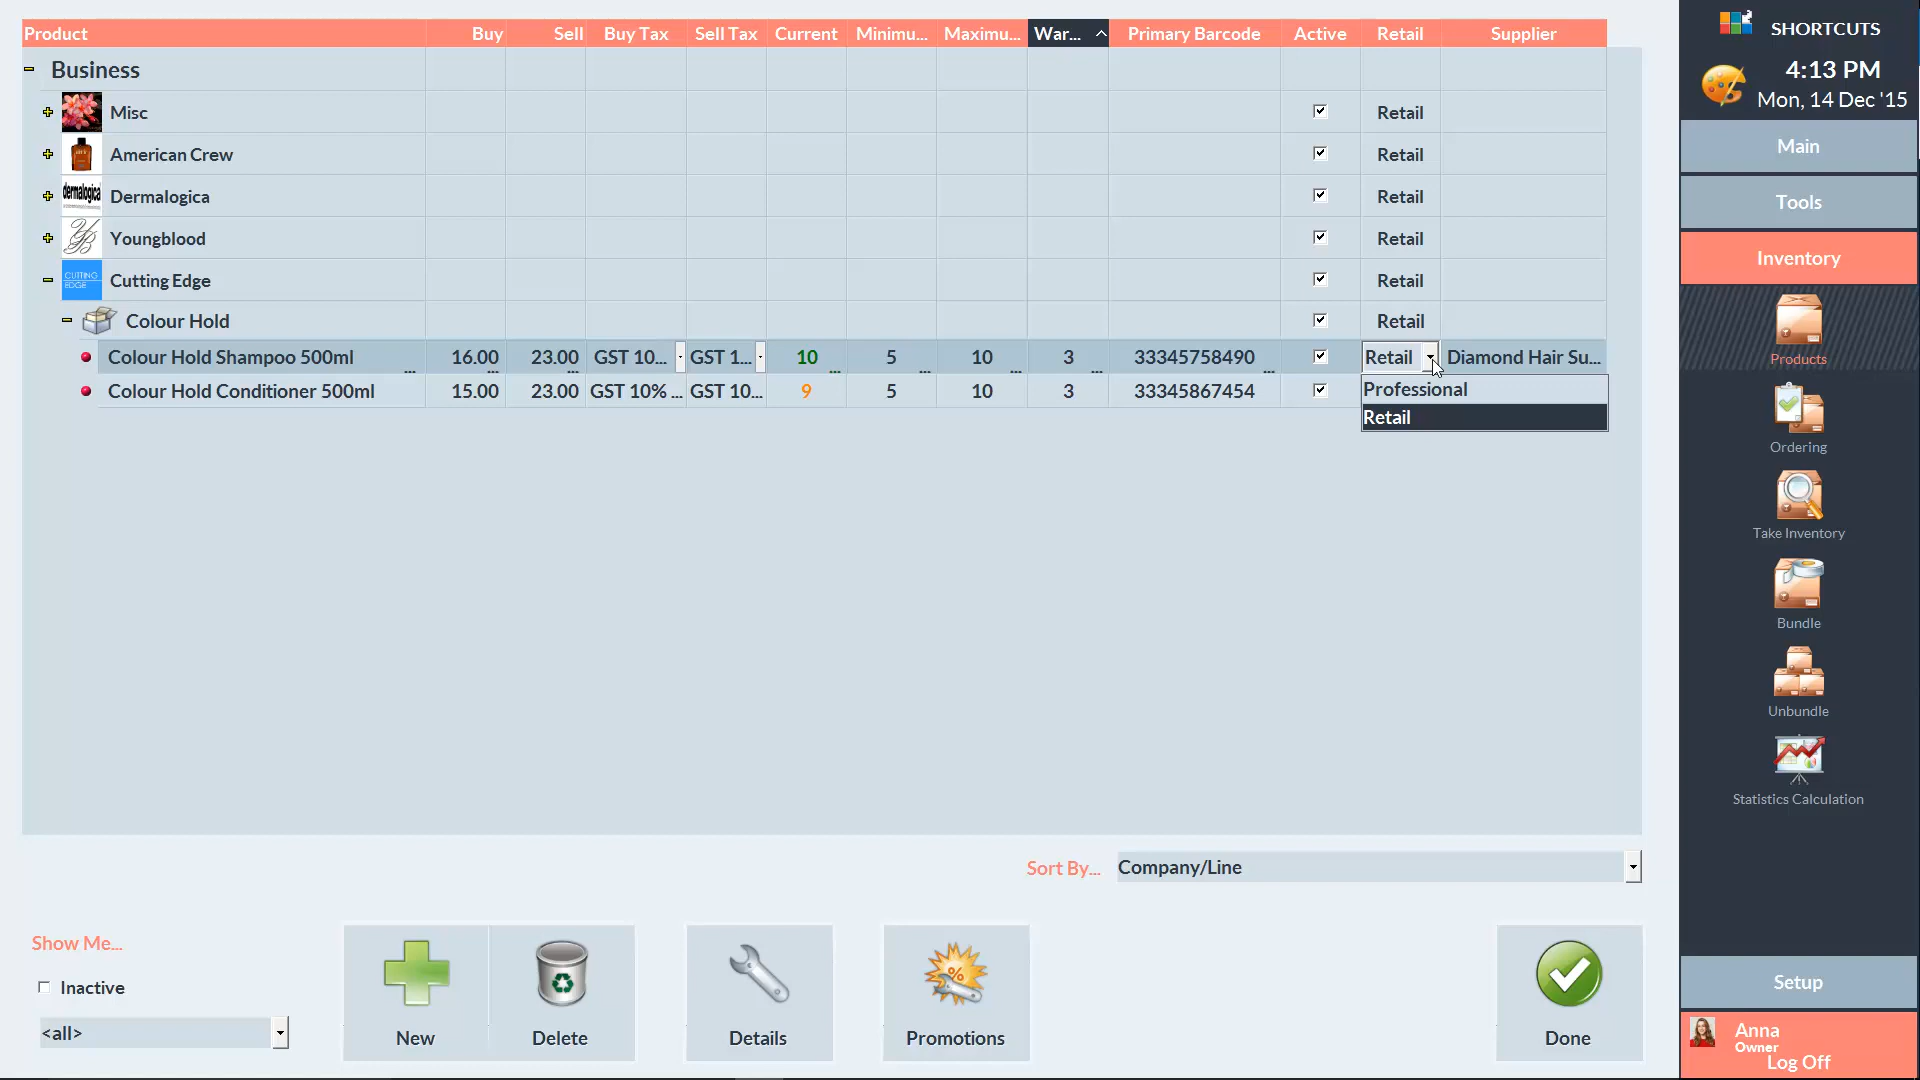 Product Buy Sell Buy Tax Sell Tax Current Minimu... Maximu... War... Primary Barcode Active Retail Supplier
Business
Misc Retail
American Crew Retail
dermalogica
Dermalogica Retail
Youngblood Retail
CUTTING
EDGE
Cutting Edge Retail
Colour Hold Retail
Colour Hold Shampoo 500ml ... 16.00 ... 23.00 ... GST 10... GST 1... 10 ... 5 ... 10 ... 3 ... 33345758490 ... Retail Diamond Hair Su...
Colour Hold Conditioner 500ml 15.00 23.00 GST 10% ... GST 10... 9 5 10 3 33345867454
Professional
Retail
Sort By... Company/Line
Show Me...
Inactive
<all>
New
Delete
Details
%
Promotions
Done
SHORTCUTS
4:13 PM
Mon, 14 Dec '15
Main
Tools
Inventory
Products
Ordering
Take Inventory
Bundle
Unbundle
Statistics Calculation
Setup
Anna
Owner
Log Off